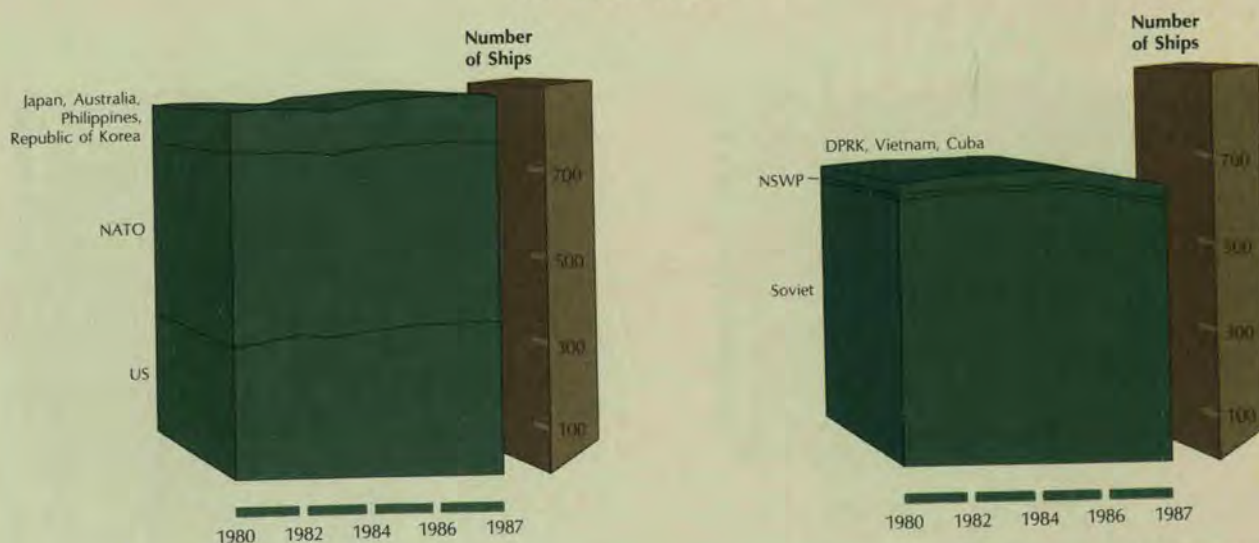 Number
of Ships
Japan, Australia,
Philippines,
Republic of Korea
NATO
US
700
500
300
100
1980 1982 1984 1986 1987
Number
of Ships
DPRK, Vietnam, Cuba
NSWP
Soviet
700
500
300
100
1980 1982 1984 1986 1987